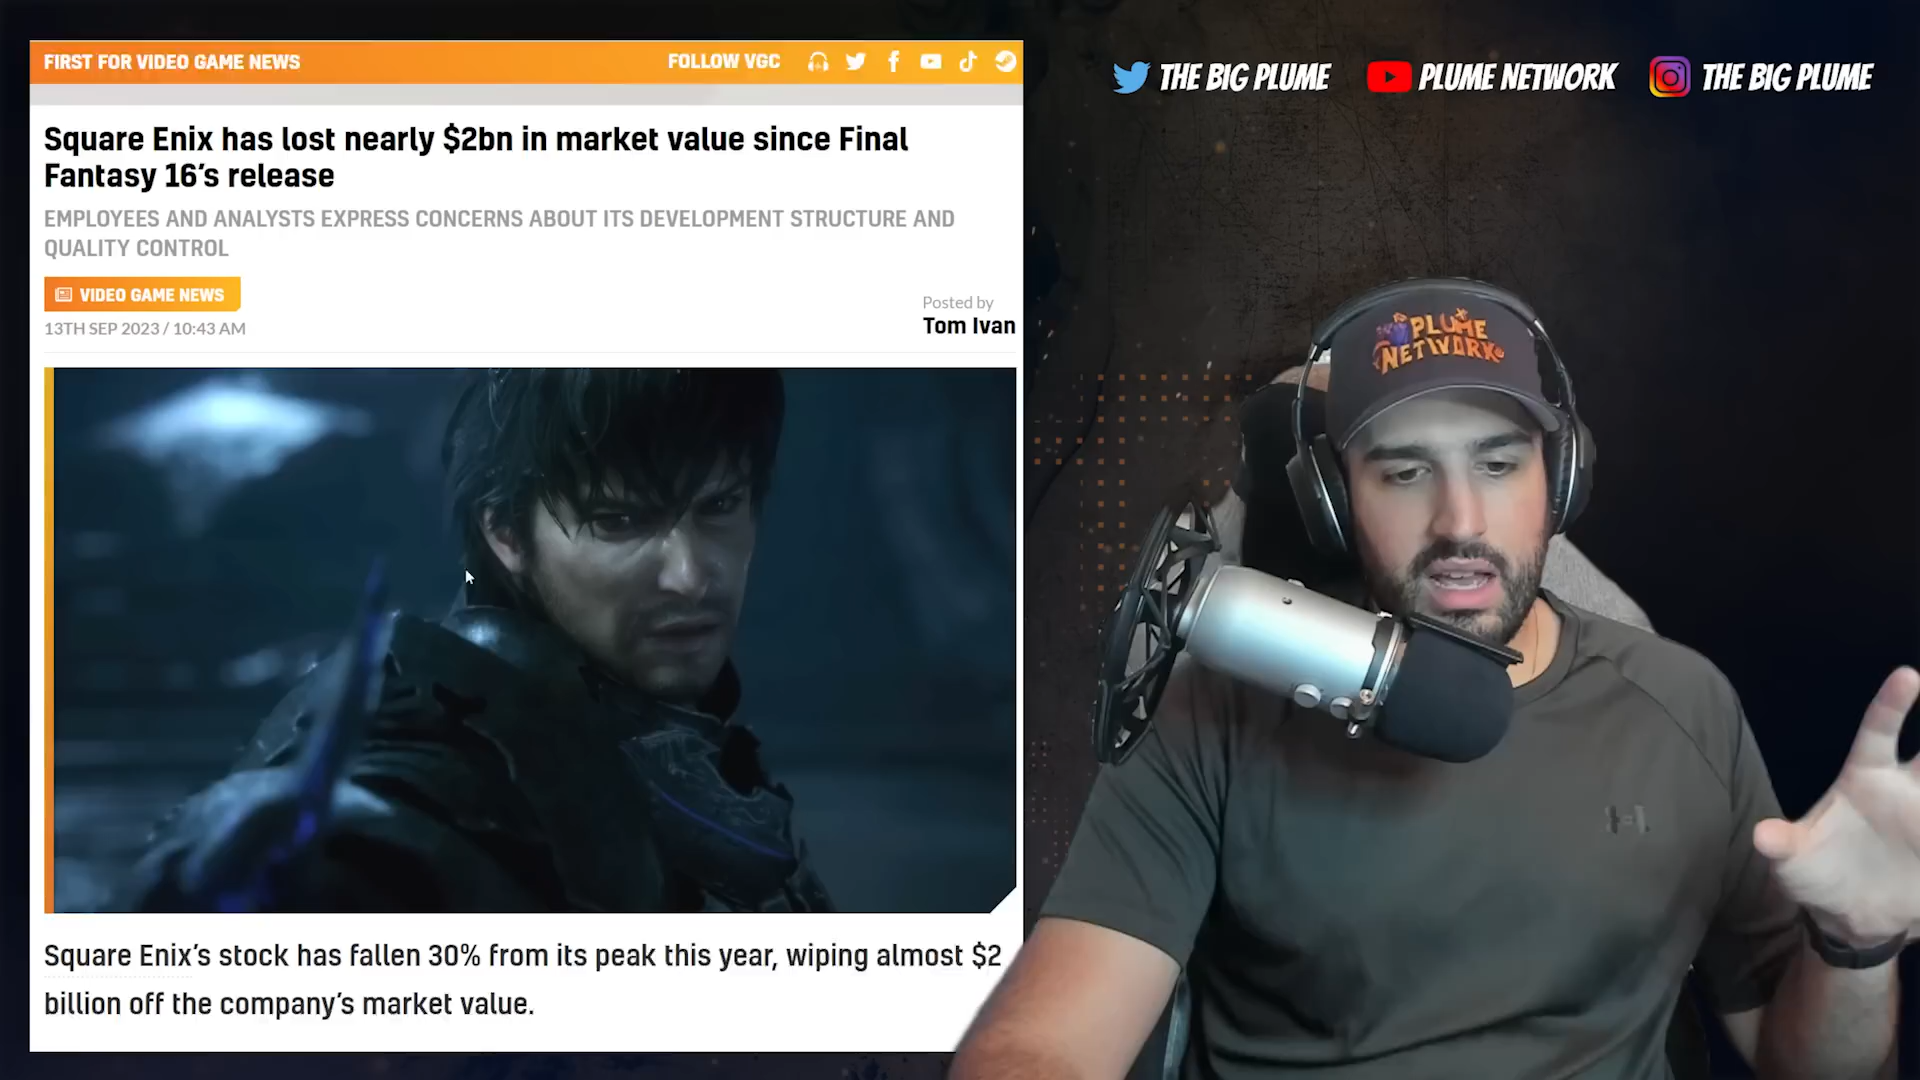 FIRST FOR VIDEO GAME NEWS
FOLLOW VGC
THE BIG PLUME
PLUME NETWORK
THE BIG PLUME
Square Enix has lost nearly $2bn in market value since Final
Fantasy 16's release
EMPLOYEES AND ANALYSTS EXPRESS CONCERNS ABOUT ITS DEVELOPMENT STRUCTURE AND
QUALITY CONTROL
VIDEO GAME NEWS
13TH SEP 2023 / 10:43 AM
Posted by
Tom Ivan
PLUME
NETWORK
Square Enix's stock has fallen 30% from its peak this year, wiping almost $2
billion off the company's market value.